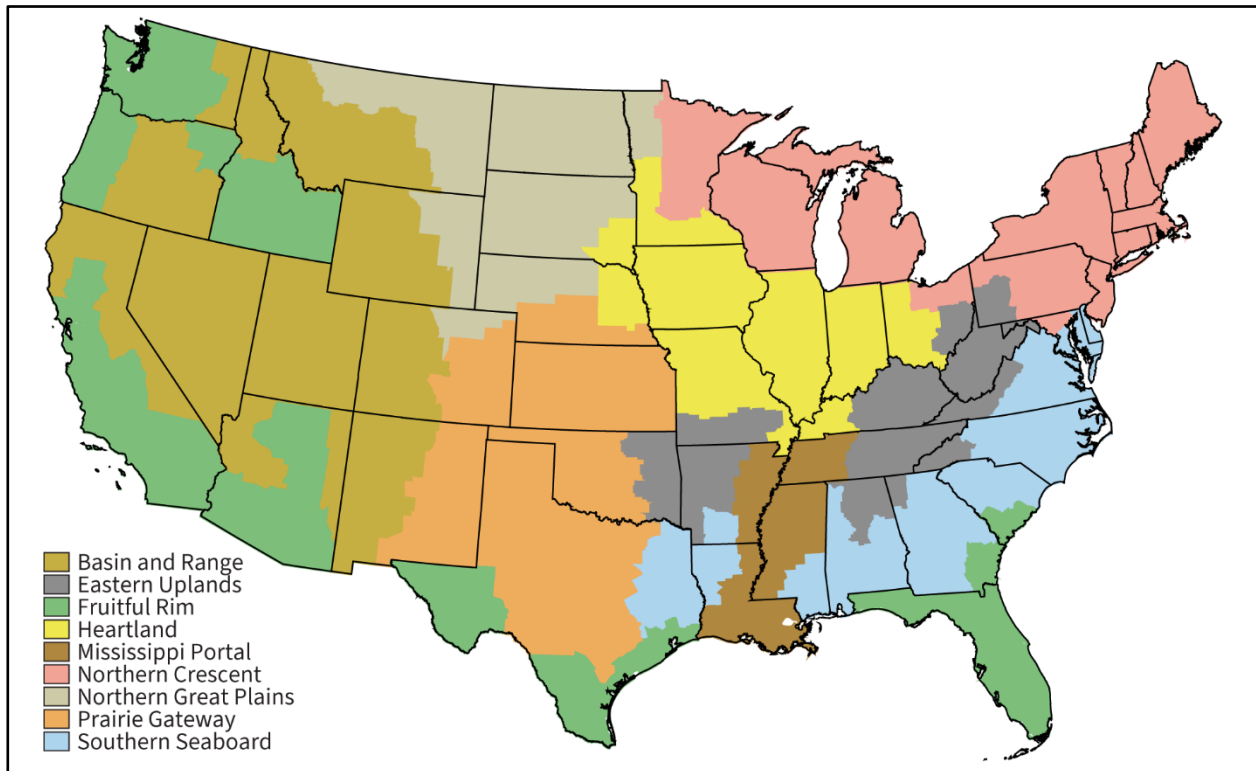 Basin and Range
Eastern Uplands
Fruitful Rim
Heartland
Mississippi Portal
Northern Crescent
Northern Great Plains
Prairie Gateway
Southern Seaboard